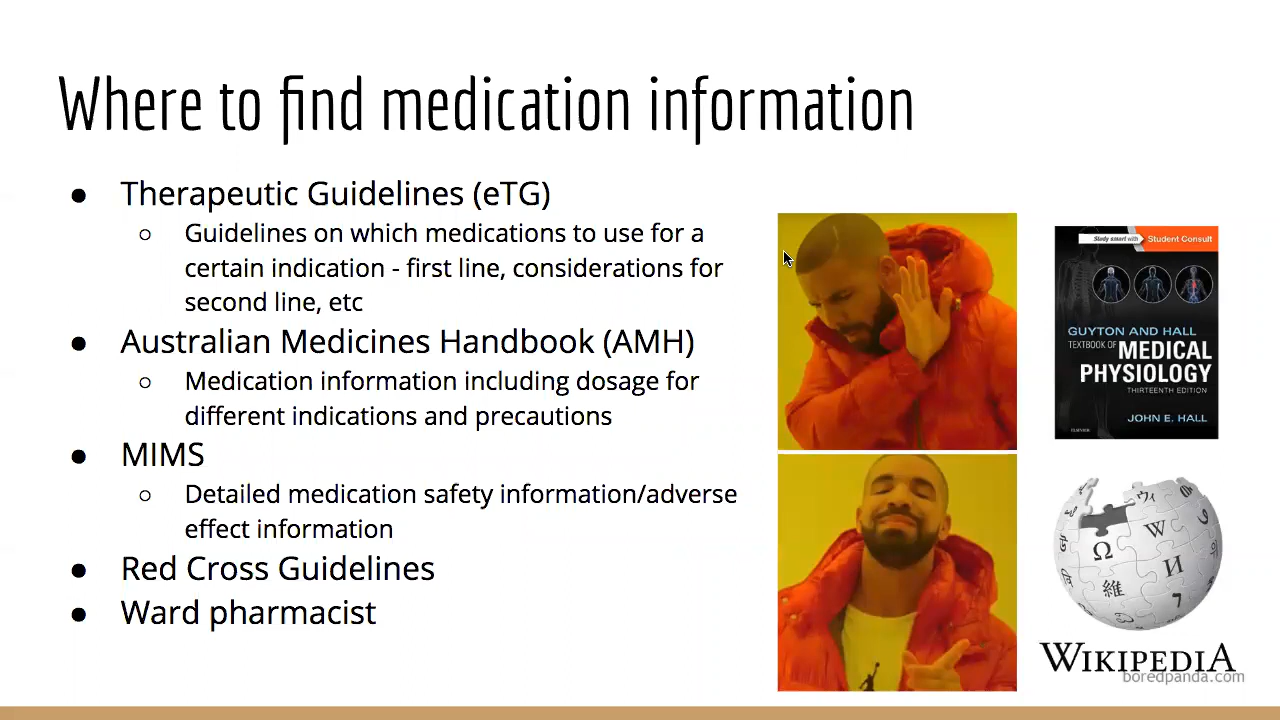 Where to find medication information
● Therapeutic Guidelines (eTG)
○ Guidelines on which medications to use for a
certain indication - first line, considerations for
second line, etc
● Australian Medicines Handbook (AMH)
○ Medication information including dosage for
different indications and precautions
● MIMS
○ Detailed medication safety information/adverse
effect information
● Red Cross Guidelines
● Ward pharmacist
Study smart with Student Consult
GUYTON AND HALL
TEXTBOOK OF MEDICAL
PHYSIOLOGY
THIRTEENTH EDITION
JOHN E. HALL
ELSEVIER
Ω W И 維
WIKIPEDIA
boredpanda.com